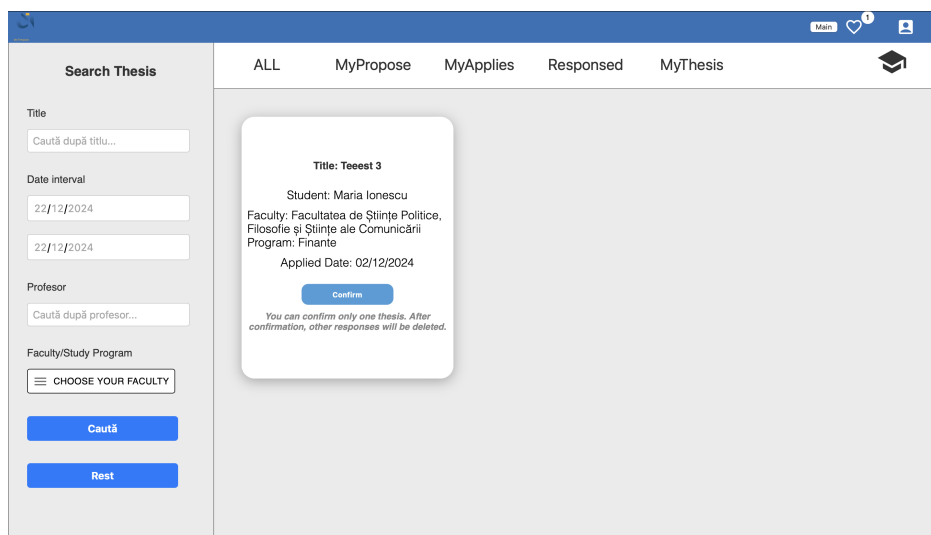 Main
1
Search Thesis
ALL MyPropose MyApplies Responsed MyThesis
Title
Caută după titlu...
Date interval
22/12/2024
22/12/2024
Profesor
Caută după profesor...
Faculty/Study Program
CHOOSE YOUR FACULTY
Caută
Rest
Title: Teeest 3
Student: Maria Ionescu
Faculty: Facultatea de Științe Politice,
Filosofie și Științe ale Comunicării
Program: Finante
Applied Date: 02/12/2024
Confirm
You can confirm only one thesis. After
confirmation, other responses will be deleted.